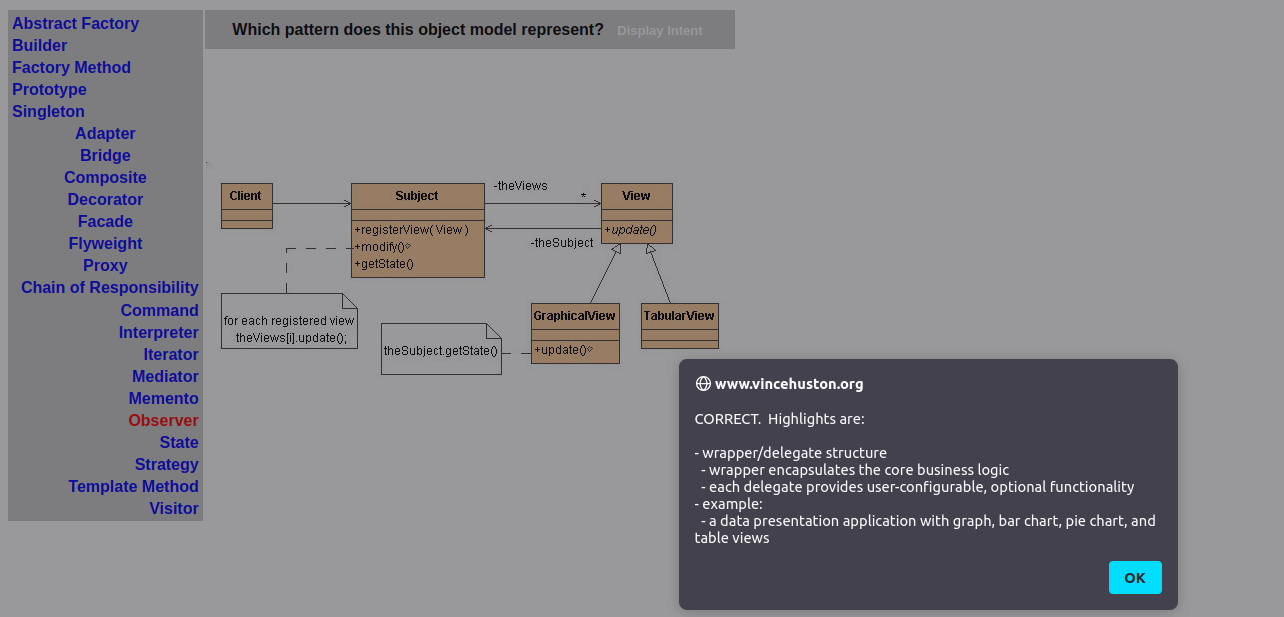 Abstract Factory
Builder
Factory Method
Prototype
Singleton
Adapter
Bridge
Composite
Decorator
Facade
Flyweight
Proxy
Chain of Responsibility
Command
Interpreter
Iterator
Mediator
Memento
Observer
State
Strategy
Template Method
Visitor
Which pattern does this object model represent? Display Intent
Client
Subject
+registerView( View )
+modify()
+getState()
-theViews
*
-theSubject
View
+update()
for each registered view
theViews[i].update();
theSubject.getState()
GraphicalView
+update()
TabularView
www.vincehuston.org
CORRECT. Highlights are:
- wrapper/delegate structure
- wrapper encapsulates the core business logic
- each delegate provides user-configurable, optional functionality
- example:
- a data presentation application with graph, bar chart, pie chart, and
table views
OK